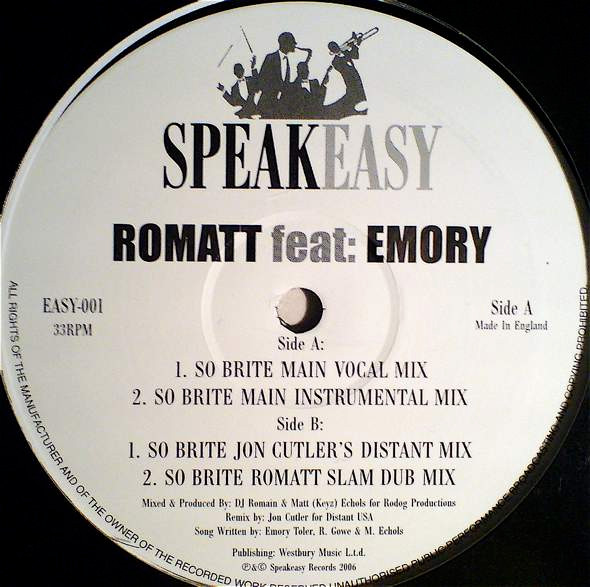 SPEAKEASY
ROMATT feat: EMORY
EASY-001
33RPM
Side A
Made In England
Side A:
1. SO BRITE MAIN VOCAL MIX
2. SO BRITE MAIN INSTRUMENTAL MIX
Side B:
1. SO BRITE JON CUTLER'S DISTANT MIX
2. SO BRITE ROMATT SLAM DUB MIX
Mixed & Produced By: DJ Romain & Matt (Keyz) Echols for Rodog Productions
Remix by: Jon Cutler for Distant USA
Song Written by: Emory Toler, R. Gowe & M. Echols
Publishing: Westbury Music L.t.d.
℗&© Speakeasy Records 2006
ALL RIGHTS OF THE MANUFACTURER AND OF THE OWNER OF THE RECORDED WORK RESERVED UNAUTHORISED PUBLIC PERFORMANCE BROADCASTING AND COPYING PROHIBITED